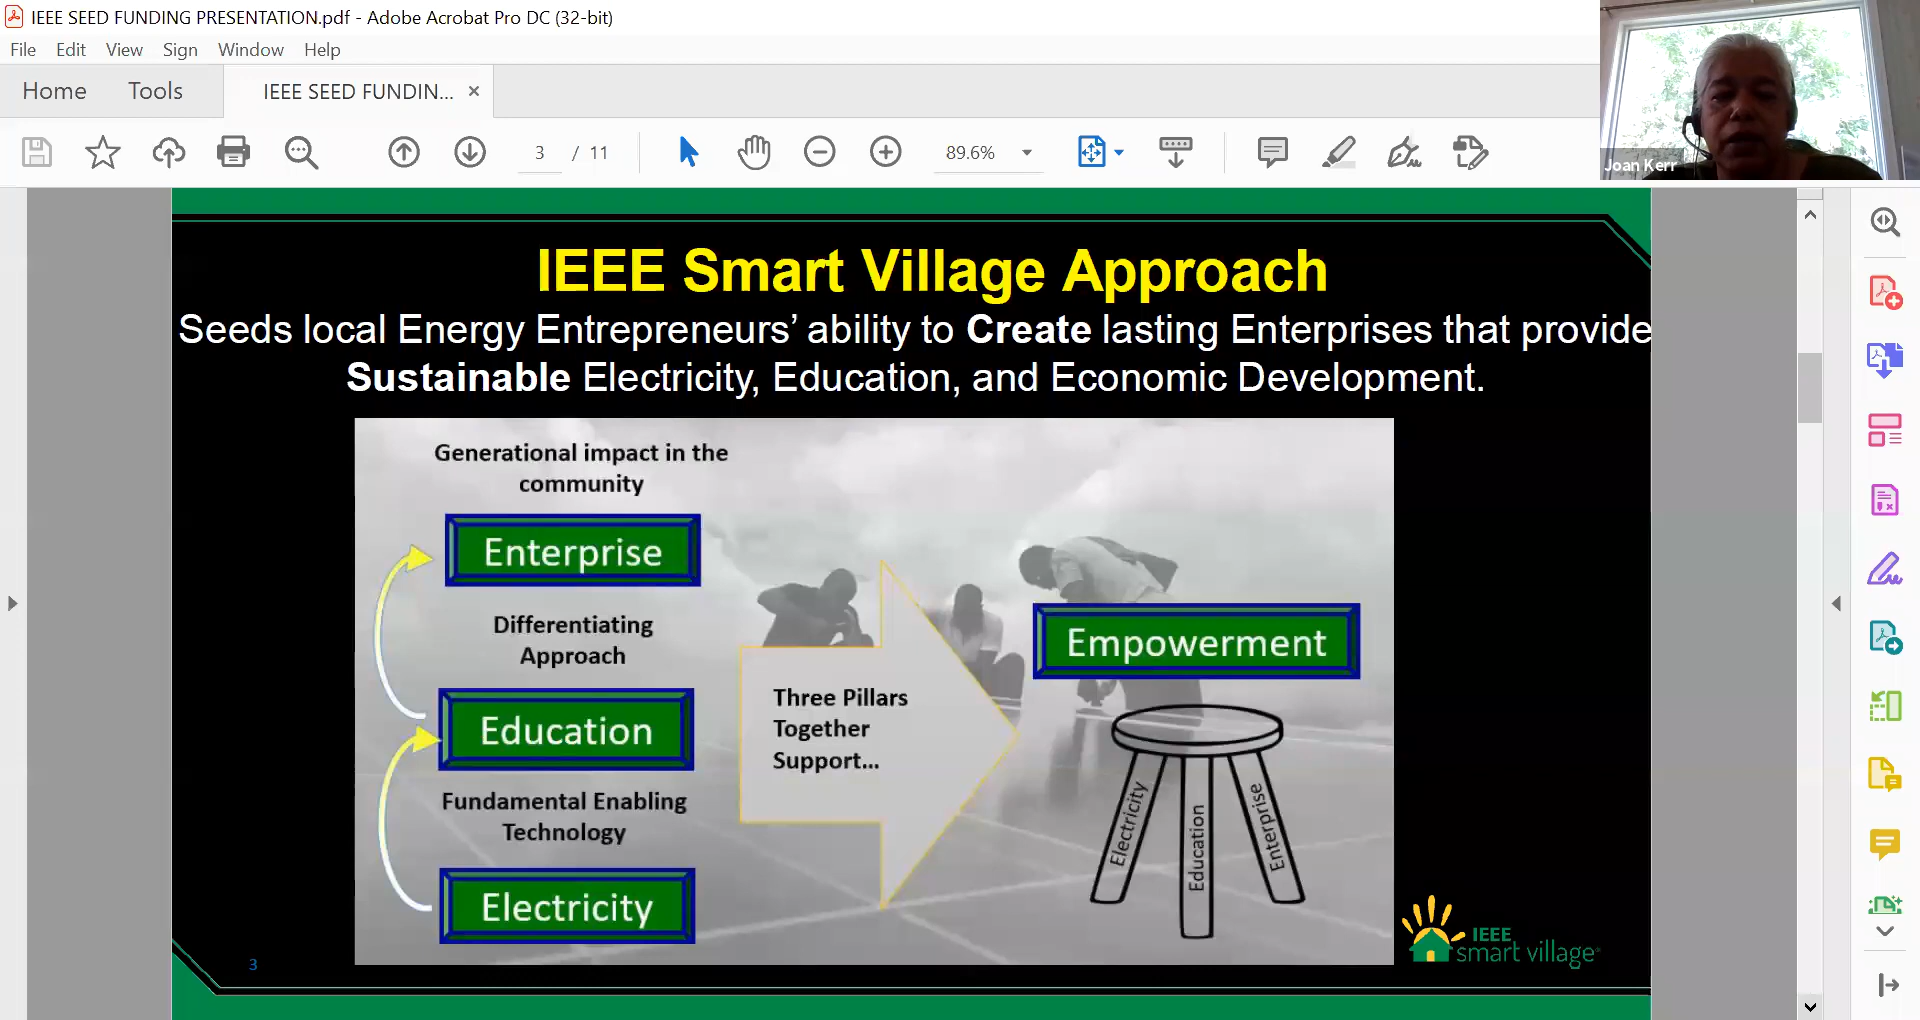 IEEE SEED FUNDING PRESENTATION.pdf - Adobe Acrobat Pro DC (32-bit)
File Edit View Sign Window Help
Home Tools IEEE SEED FUNDIN... ×
3 / 11 89.6%
Joan Kerr
IEEE Smart Village Approach
Seeds local Energy Entrepreneurs’ ability to Create lasting Enterprises that provide
Sustainable Electricity, Education, and Economic Development.
Generational impact in the
community
Enterprise
Differentiating
Approach
Education
Fundamental Enabling
Technology
Electricity
Three Pillars
Together
Support...
Empowerment
Electricity
Education
Enterprise
IEEE
smart village
3